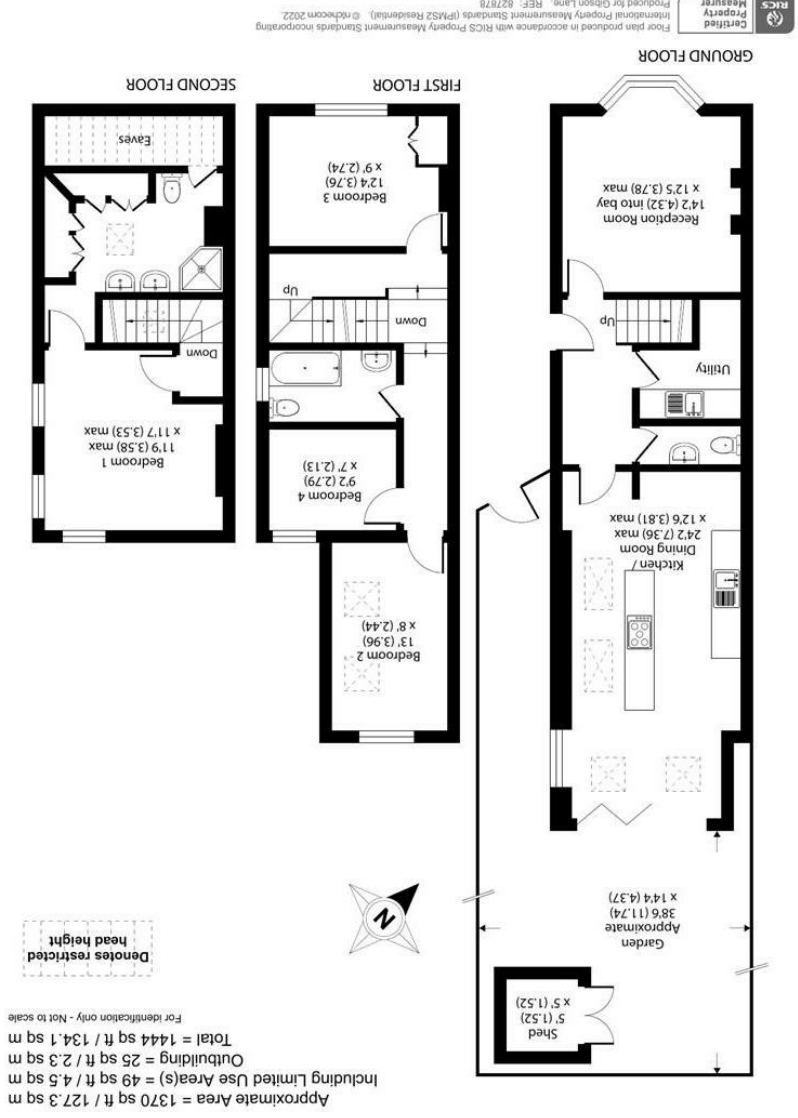 Approximate Area = 1370 sq ft / 127.3 sq m
Including Limited Use Area(s) = 49 sq ft / 4.5 sq m
Outbuilding = 25 sq ft / 2.3 sq m
Total = 1444 sq ft / 134.1 sq m
For identification only - Not to scale
Denotes restricted
head height
N
Shed
5' (1.52)
x 5' (1.52)
Garden
Approximate
38'6 (11.74)
x 14'4 (4.37)
Kitchen /
Dining Room
24'2 (7.36) max
x 12'6 (3.81) max
Utility
Up
Reception Room
14'2 (4.32) into bay
x 12'5 (3.78) max
GROUND FLOOR
Bedroom 2
13' (3.96)
x 8' (2.44)
Bedroom 4
9'2 (2.79)
x 7' (2.13)
Down
Up
Bedroom 3
12'4 (3.76)
x 9' (2.74)
FIRST FLOOR
Bedroom 1
11'9 (3.58) max
x 11'7 (3.53) max
Down
Eaves
SECOND FLOOR
RICS
Certified
Property
Measurer
Floor plan produced in accordance with RICS Property Measurement Standards incorporating
International Property Measurement Standards (IPMS2 Residential). © nichecom 2022.
Produced for Gibson Lane. REF: 827878